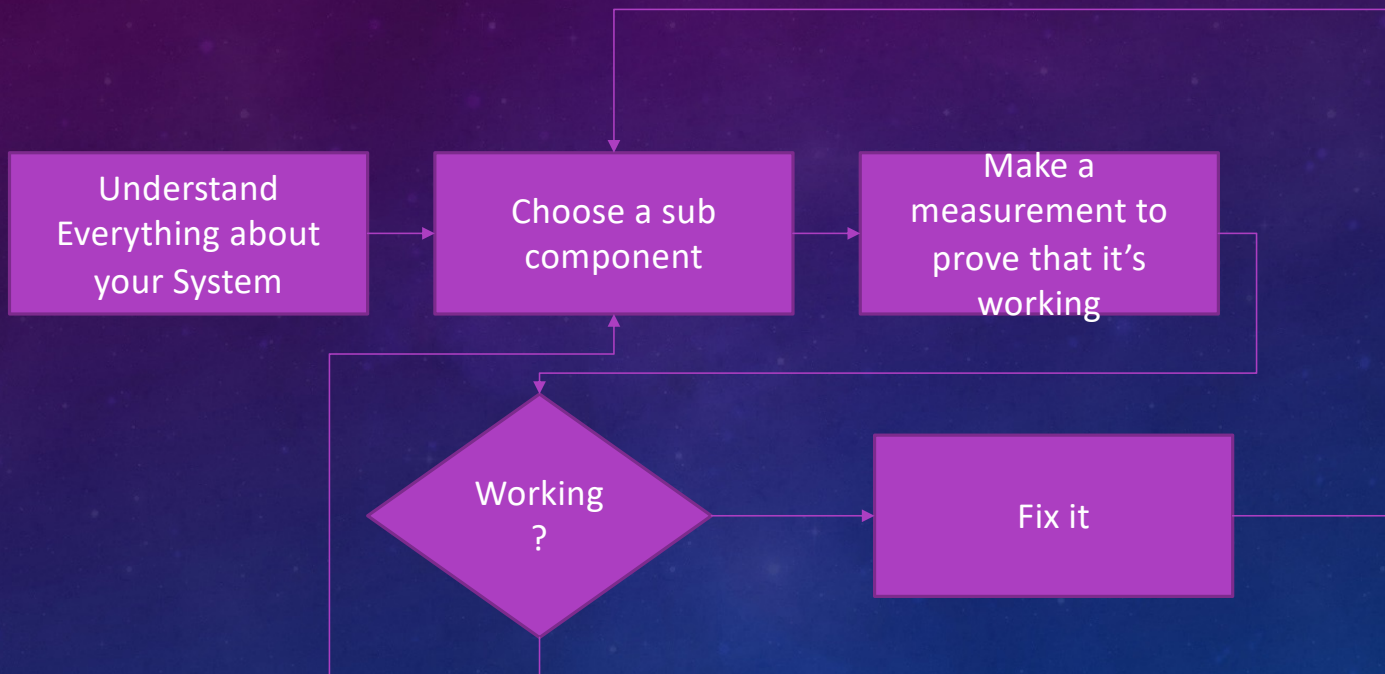 Understand
Everything about
your System
Choose a sub
component
Make a
measurement to
prove that it’s
working
Working
?
Fix it